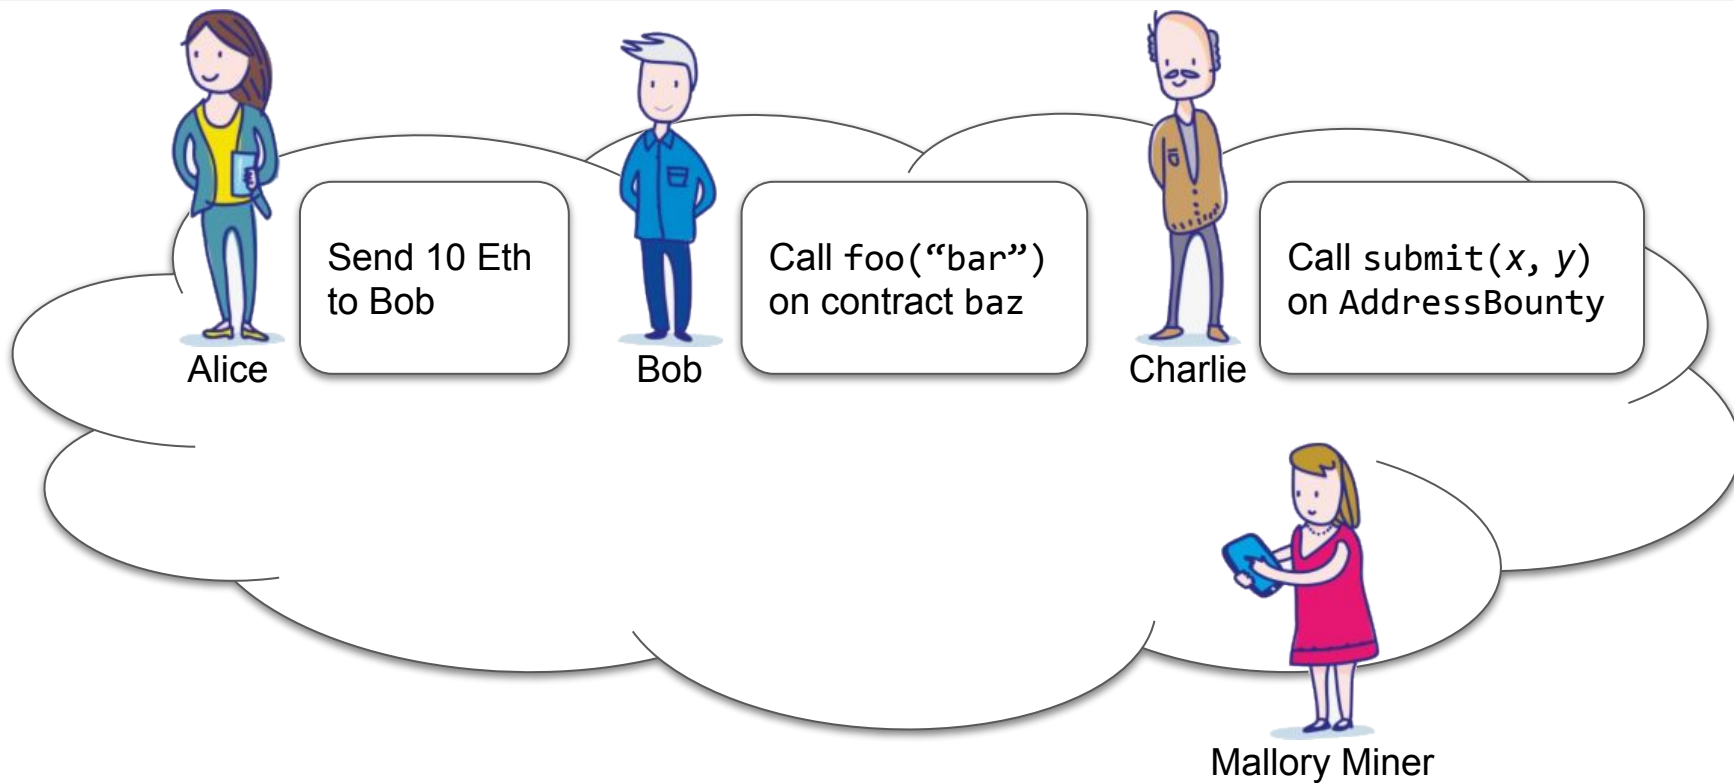 Send 10 Eth
to Bob
Alice
Call foo(“bar”)
on contract baz
Bob
Call submit(x, y)
on AddressBounty
Charlie
Mallory Miner